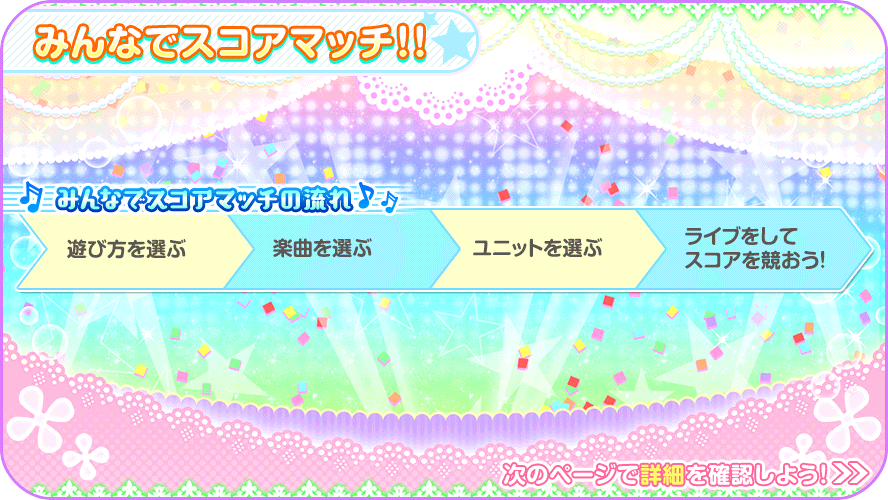 みんなでスコアマッチ!!
みんなでスコアマッチの流れ
遊び方を選ぶ
楽曲を選ぶ
ユニットを選ぶ
ライブをして
スコアを競おう!
次のページで詳細を確認しよう!